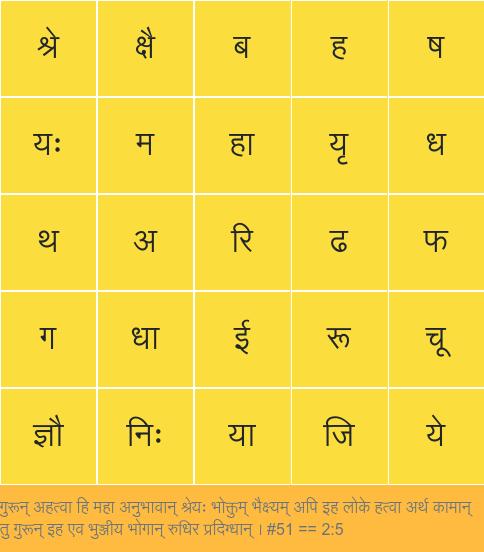 श्रे क्षै ब ह ष
यः म हा यृ ध
थ अ रि ढ फ
ग धा ई रू चू
ज्ञौ निः या जि ये
गुरून् अहत्वा हि महा अनुभावान् श्रेयः भोक्तुम् भैक्ष्यम् अपि इह लोके हत्वा अर्थ कामान्
तु गुरून् इह एव भुञ्जीय भोगान् रुधिर प्रदिग्धान् । #51 == 2:5